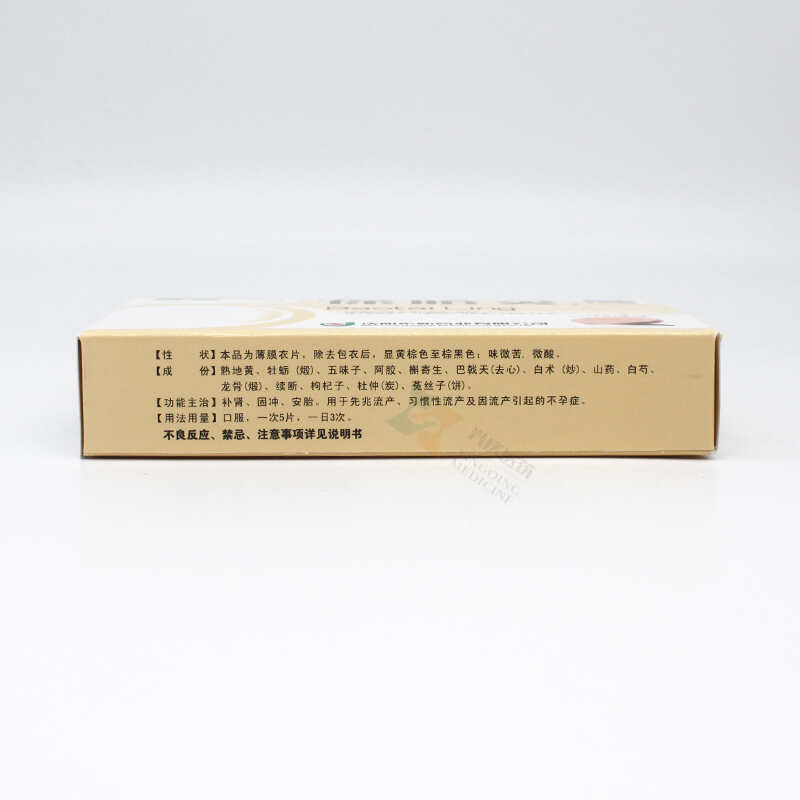 Baotai Ling
【性　　状】本品为薄膜衣片，除去包衣后，显黄棕色至棕黑色；味微苦、微酸。
【成　　份】熟地黄、牡蛎（煅）、五味子、阿胶、槲寄生、巴戟天(去心)、白术（炒)、山药、白芍、
龙骨(煅)、续断、枸杞子、杜仲(炭)、菟丝子(饼)。
【功能主治】补肾、固冲、安胎。用于先兆流产、习惯性流产及因流产引起的不孕症。
【用法用量】口服，一次5片，一日3次。
不良反应、禁忌、注意事项详见说明书
MEDICINE